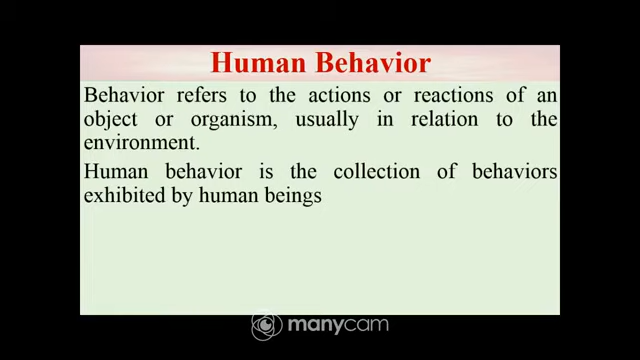 Human Behavior
Behavior refers to the actions or reactions of an
object or organism, usually in relation to the
environment.
Human behavior is the collection of behaviors
exhibited by human beings
manycam